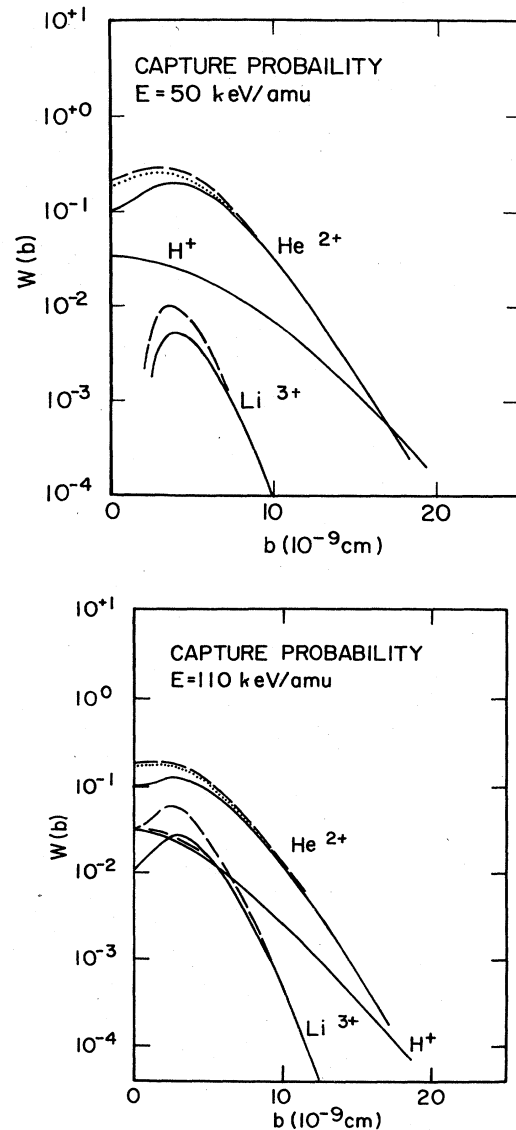 10⁺¹
CAPTURE PROBAILITY
E = 50 keV/amu
10⁺⁰
10⁻¹
He 2+
H⁺
W(b)
10⁻²
Li 3+
10⁻³
10⁻⁴
0 10 20
b (10⁻⁹cm)
10⁺¹
CAPTURE PROBABILITY
E=110 keV/amu
10⁰
10⁻¹
He 2+
W(b)
10⁻²
10⁻³
Li 3+
H⁺
10⁻⁴
0 10 20
b (10⁻⁹cm)